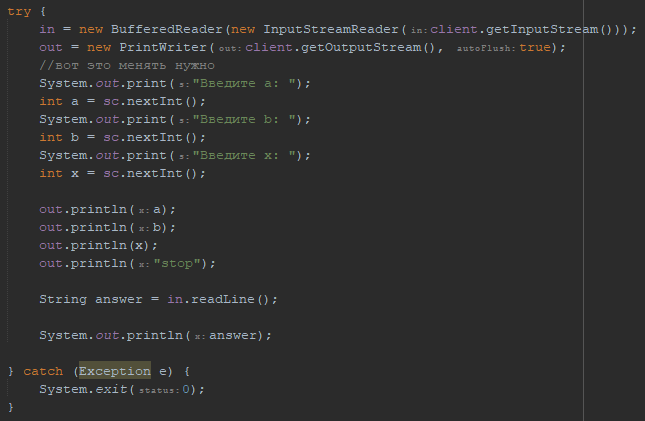 try {
in = new BufferedReader(new InputStreamReader( in: client.getInputStream()));
out = new PrintWriter( out: client.getOutputStream(), autoFlush: true);
//вот это менять нужно
System.out.print( s: "Введите a: ");
int a = sc.nextInt();
System.out.print( s: "Введите b: ");
int b = sc.nextInt();
System.out.print( s: "Введите x: ");
int x = sc.nextInt();
out.println( x: a);
out.println( x: b);
out.println(x);
out.println( x: "stop");
String answer = in.readLine();
System.out.println( x: answer);
} catch (Exception e) {
System.exit( status: 0);
}